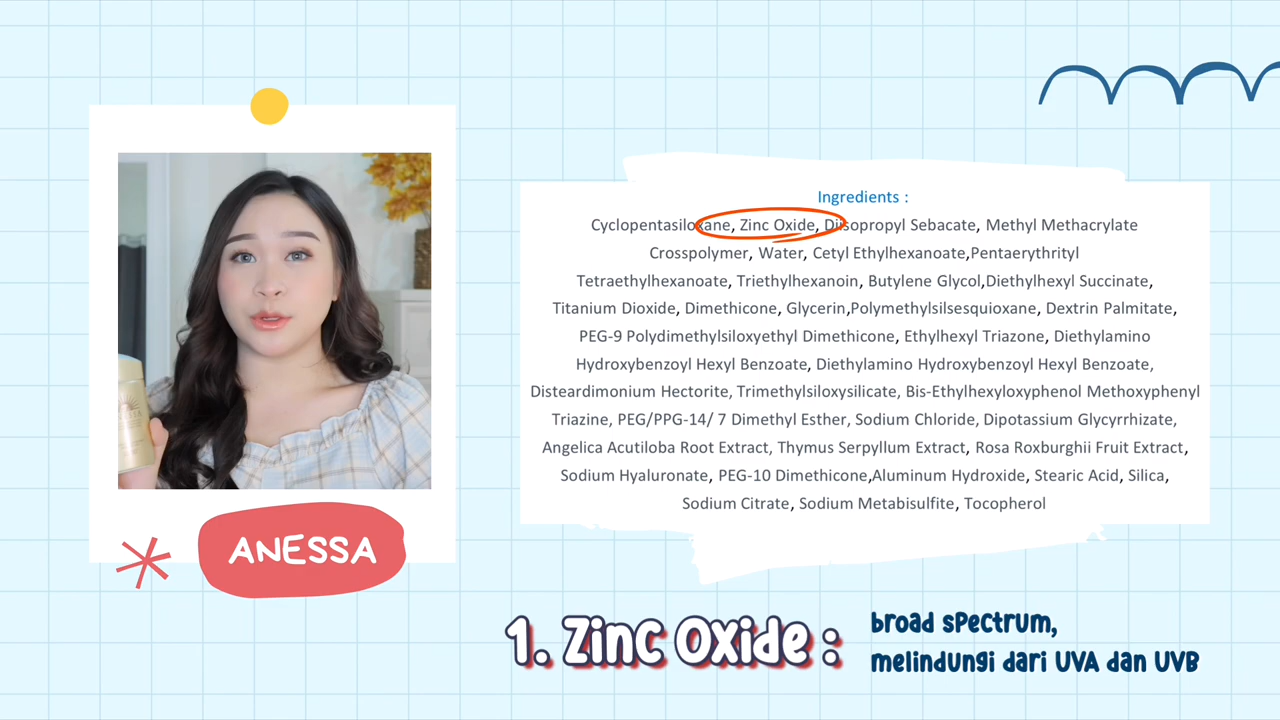 ANESSA
Ingredients :
Cyclopentasiloxane, Zinc Oxide, Diisopropyl Sebacate, Methyl Methacrylate
Crosspolymer, Water, Cetyl Ethylhexanoate,Pentaerythrityl
Tetraethylhexanoate, Triethylhexanoin, Butylene Glycol,Diethylhexyl Succinate,
Titanium Dioxide, Dimethicone, Glycerin,Polymethylsilsesquioxane, Dextrin Palmitate,
PEG-9 Polydimethylsiloxyethyl Dimethicone, Ethylhexyl Triazone, Diethylamino
Hydroxybenzoyl Hexyl Benzoate, Diethylamino Hydroxybenzoyl Hexyl Benzoate,
Disteardimonium Hectorite, Trimethylsiloxysilicate, Bis-Ethylhexyloxyphenol Methoxyphenyl
Triazine, PEG/PPG-14/ 7 Dimethyl Esther, Sodium Chloride, Dipotassium Glycyrrhizate,
Angelica Acutiloba Root Extract, Thymus Serpyllum Extract, Rosa Roxburghii Fruit Extract,
Sodium Hyaluronate, PEG-10 Dimethicone,Aluminum Hydroxide, Stearic Acid, Silica,
Sodium Citrate, Sodium Metabisulfite, Tocopherol
1. Zinc Oxide :
broad spectrum,
melindungi dari UVA dan UVB